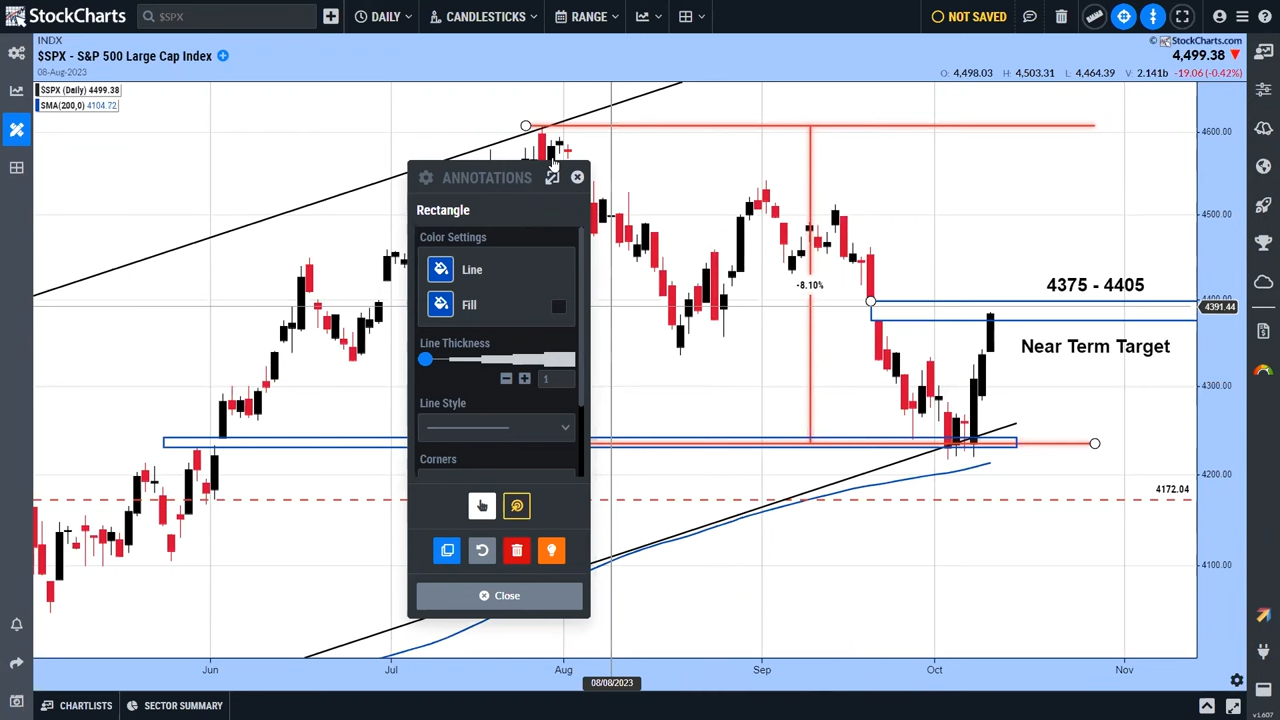 StockCharts
$SPX
DAILY
CANDLESTICKS
RANGE
NOT SAVED
INDX
$SPX - S&P 500 Large Cap Index
08-Aug-2023
© StockCharts.com
4,499.38
O: 4,498.03 H: 4,503.31 L: 4,464.39 V: 2.141b -19.06 (-0.42%)
$SPX (Daily) 4499.38
SMA(200,0) 4104.72
4600.00
4500.00
4400.00
4391.44
4300.00
4200.00
4100.00
ANNOTATIONS
Rectangle
Color Settings
Line
Fill
Line Thickness
1
Line Style
Corners
Close
-8.10%
4375 - 4405
Near Term Target
4172.04
Jun Jul Aug Sep Oct Nov
08/08/2023
CHARTLISTS
SECTOR SUMMARY
v1.607